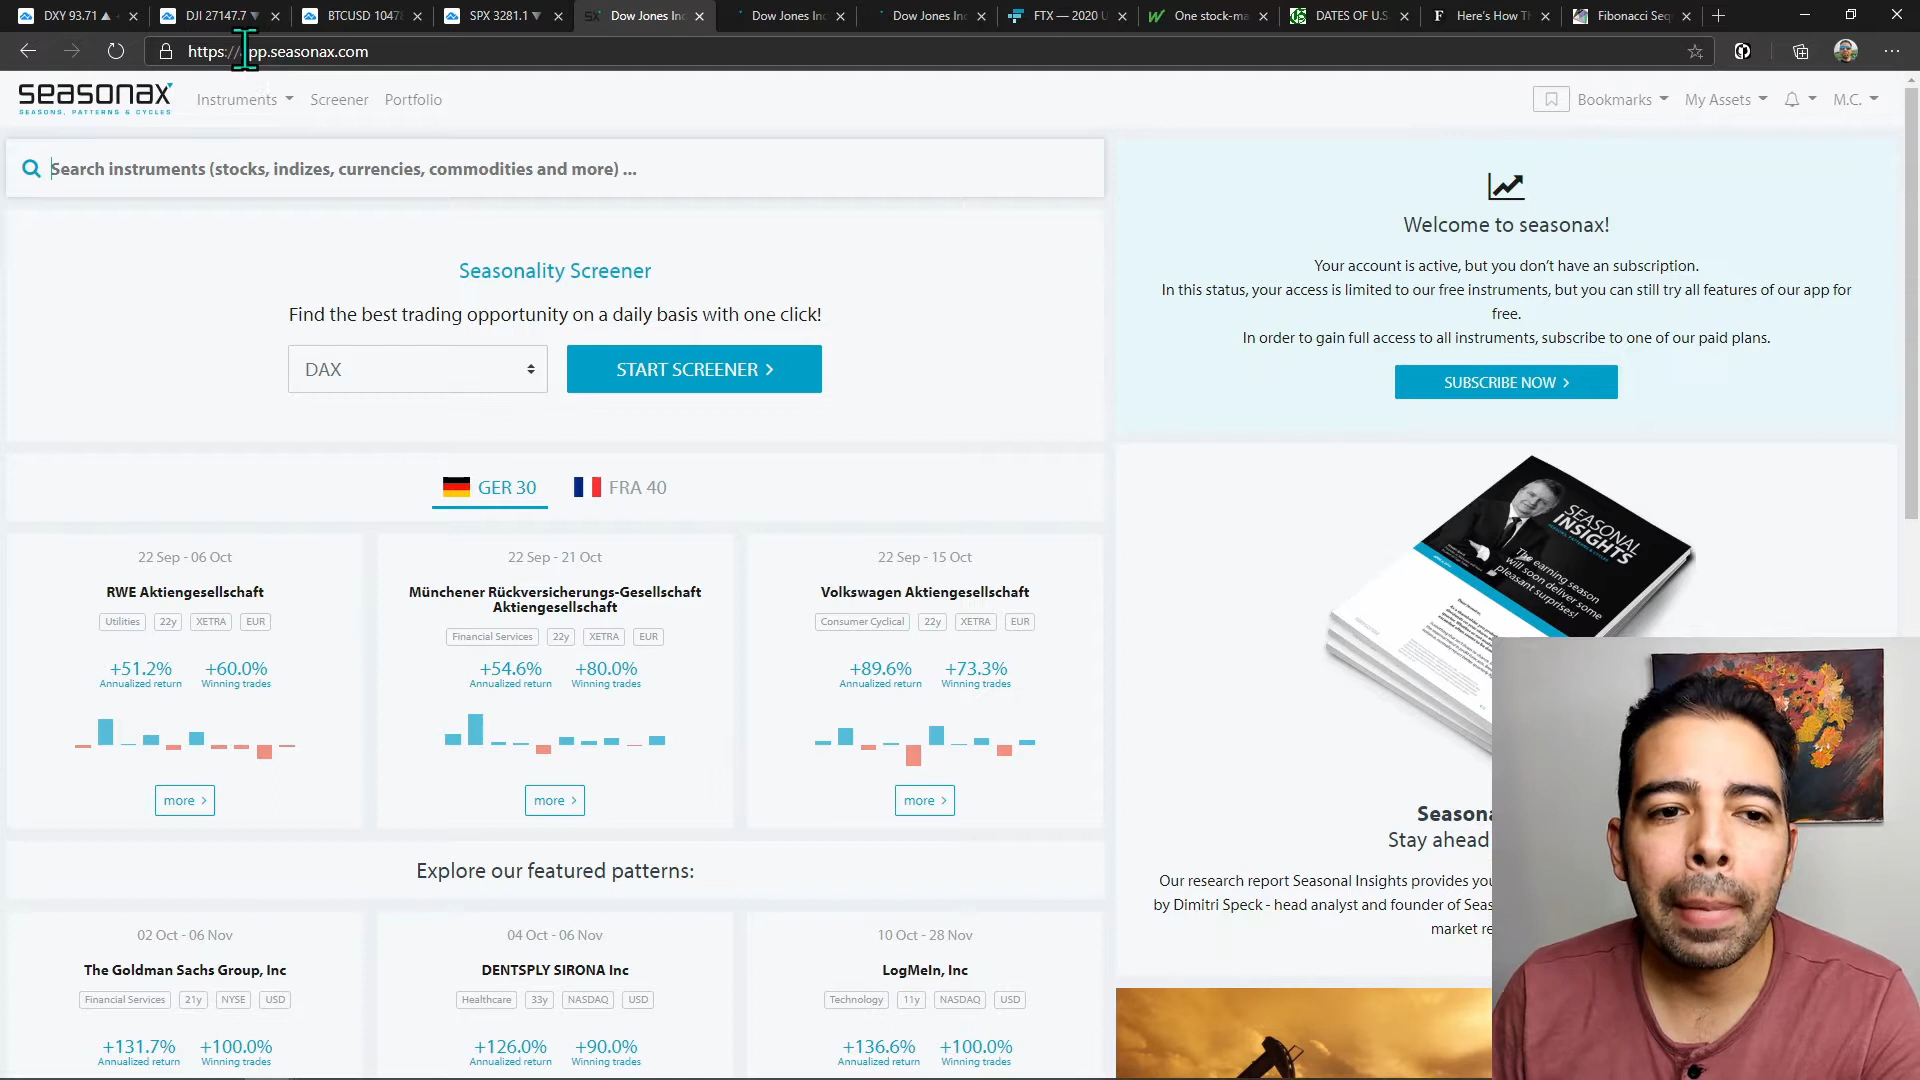 DXY 93.71 ▲
DJI 27147.7 ▼
BTCUSD 1047
SPX 3281.1 ▼
Dow Jones In
Dow Jones In
Dow Jones In
FTX — 2020 U
One stock-ma
DATES OF U.S.
Here's How T
Fibonacci Seq
https://pp.seasonax.com
seasonax
SEASONS, PATTERNS & CYCLES
Instruments
Screener
Portfolio
Bookmarks
My Assets
M.C.
Search instruments (stocks, indizes, currencies, commodities and more) ...
Seasonality Screener
Find the best trading opportunity on a daily basis with one click!
DAX
START SCREENER >
Welcome to seasonax!
Your account is active, but you don't have an subscription.
In this status, your access is limited to our free instruments, but you can still try all features of our app for
free.
In order to gain full access to all instruments, subscribe to one of our paid plans.
SUBSCRIBE NOW >
GER 30
FRA 40
22 Sep - 06 Oct
RWE Aktiengesellschaft
Utilities 22y XETRA EUR
+51.2% +60.0%
Annualized return Winning trades
more >
22 Sep - 21 Oct
Münchener Rückversicherungs-Gesellschaft
Aktiengesellschaft
Financial Services 22y XETRA EUR
+54.6% +80.0%
Annualized return Winning trades
more >
22 Sep - 15 Oct
Volkswagen Aktiengesellschaft
Consumer Cyclical 22y XETRA EUR
+89.6% +73.3%
Annualized return Winning trades
more >
SEASONAL
INSIGHTS
The earning season
will soon deliver some
pleasant surprises!
Seasona
Stay ahead
Our research report Seasonal Insights provides you
by Dimitri Speck - head analyst and founder of Seas
market re
Explore our featured patterns:
02 Oct - 06 Nov
The Goldman Sachs Group, Inc
Financial Services 21y NYSE USD
+131.7% +100.0%
Annualized return Winning trades
04 Oct - 06 Nov
DENTSPLY SIRONA Inc
Healthcare 33y NASDAQ USD
+126.0% +90.0%
Annualized return Winning trades
10 Oct - 28 Nov
LogMeIn, Inc
Technology 11y NASDAQ USD
+136.6% +100.0%
Annualized return Winning trades